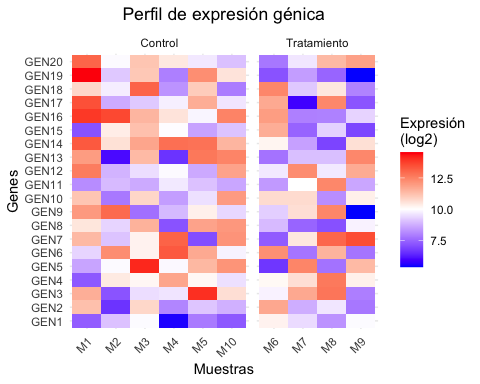 Perfil de expresión génica
Control
Tratamiento
GEN20
GEN19
GEN18
GEN17
GEN16
GEN15
GEN14
GEN13
GEN12
GEN11
GEN10
GEN9
GEN8
GEN7
GEN6
GEN5
GEN4
GEN3
GEN2
GEN1
Genes
M1 M2 M3 M4 M5 M10 M6 M7 M8 M9
Muestras
Expresión
(log2)
12.5
10.0
7.5